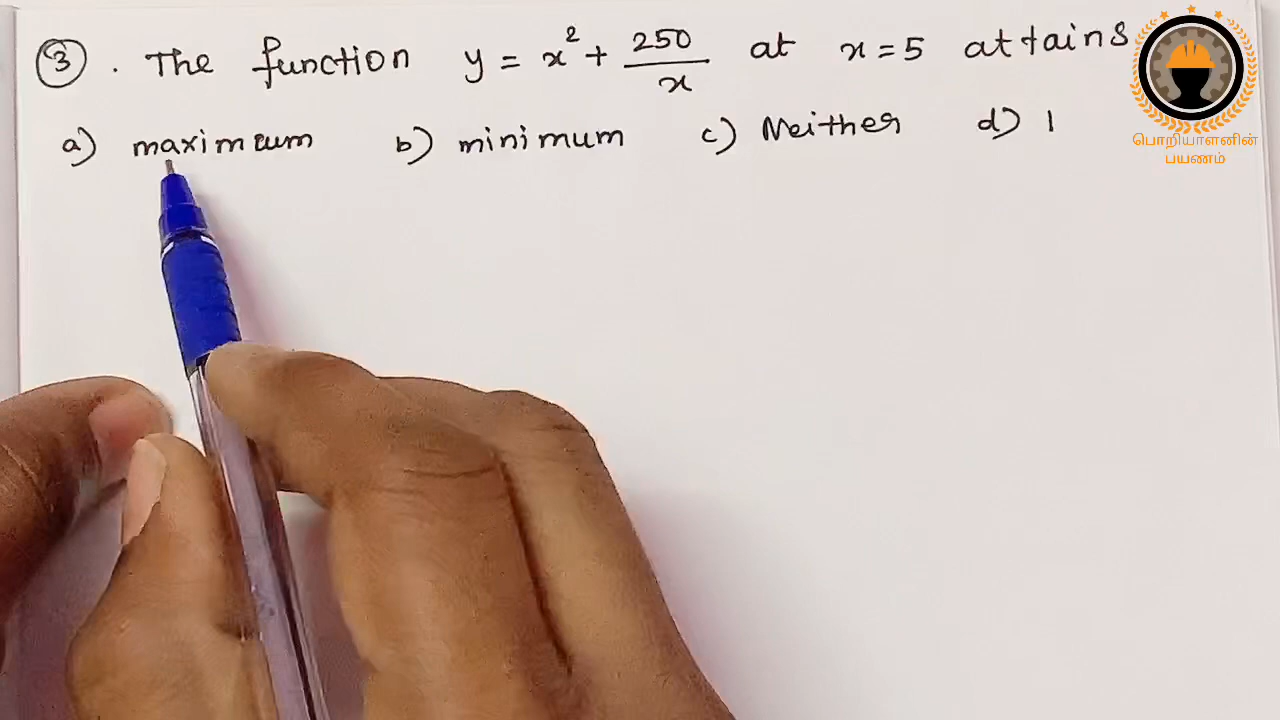 ③. The function y = x² + 250/x at x = 5 attains
a) maximum b) minimum c) Neither d) 1
பொறியாளனின்
பயணம்